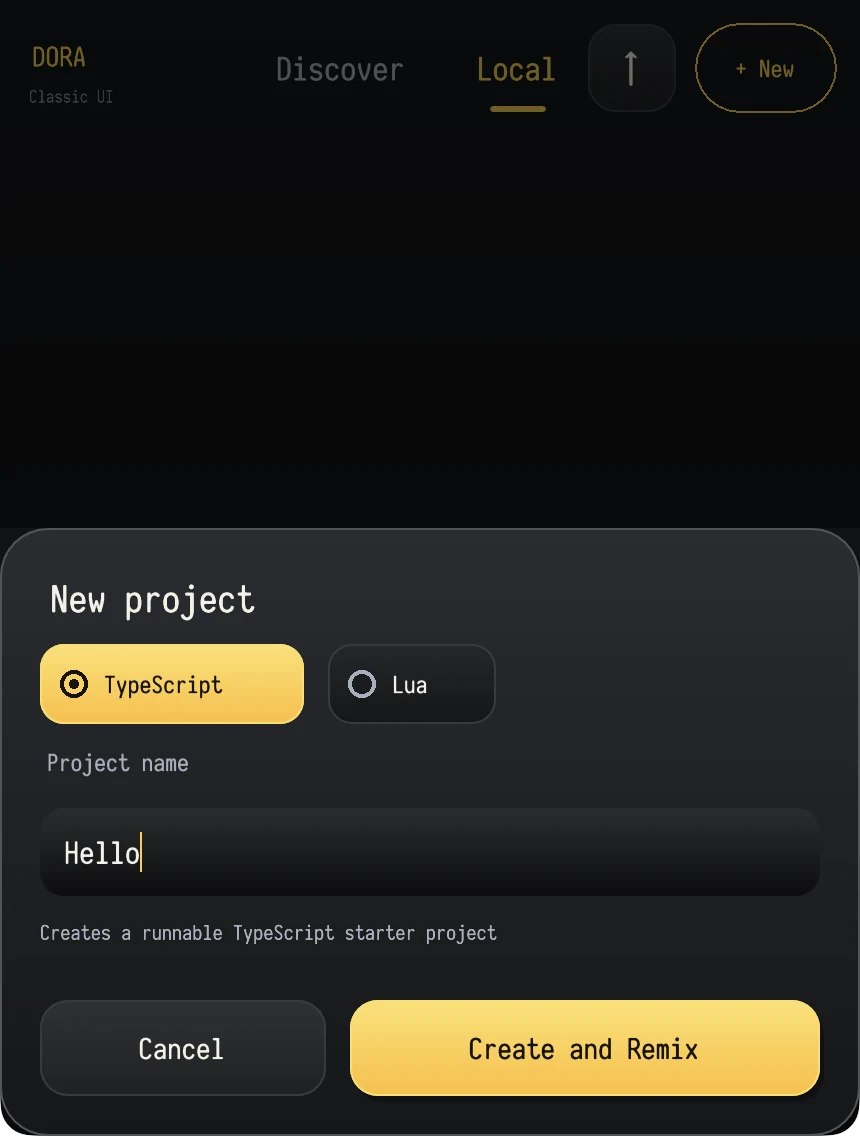 DORA
Classic UI
Discover
Local
↑
+ New
New project
TypeScript
Lua
Project name
Hello
Creates a runnable TypeScript starter project
Cancel
Create and Remix